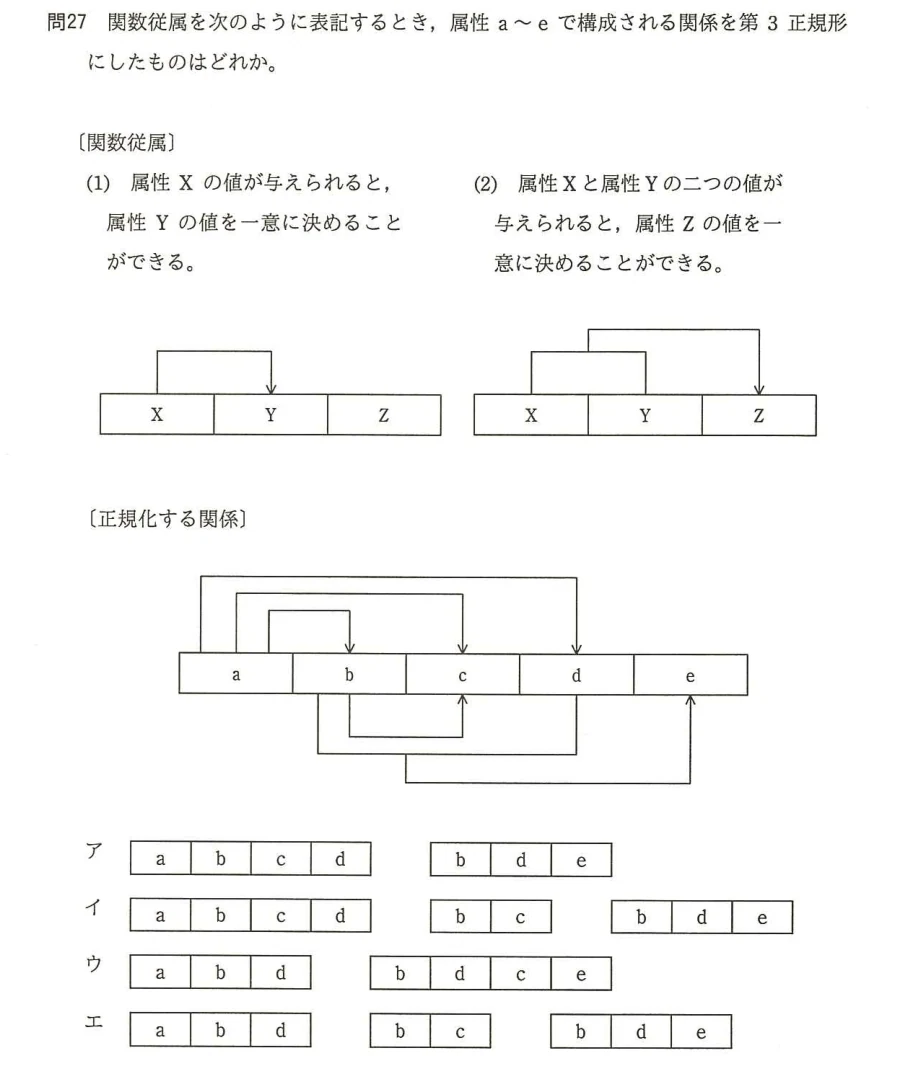 問27 関数従属を次のように表記するとき，属性 a～e で構成される関係を第 3 正規形
にしたものはどれか。
〔関数従属〕
(1) 属性 X の値が与えられると，
属性 Y の値を一意に決めること
ができる。
(2) 属性Xと属性Yの二つの値が
与えられると，属性 Z の値を一
意に決めることができる。
X Y Z
X Y Z
〔正規化する関係〕
a b c d e
ア a b c d b d e
イ a b c d b c b d e
ウ a b d b d c e
エ a b d b c b d e